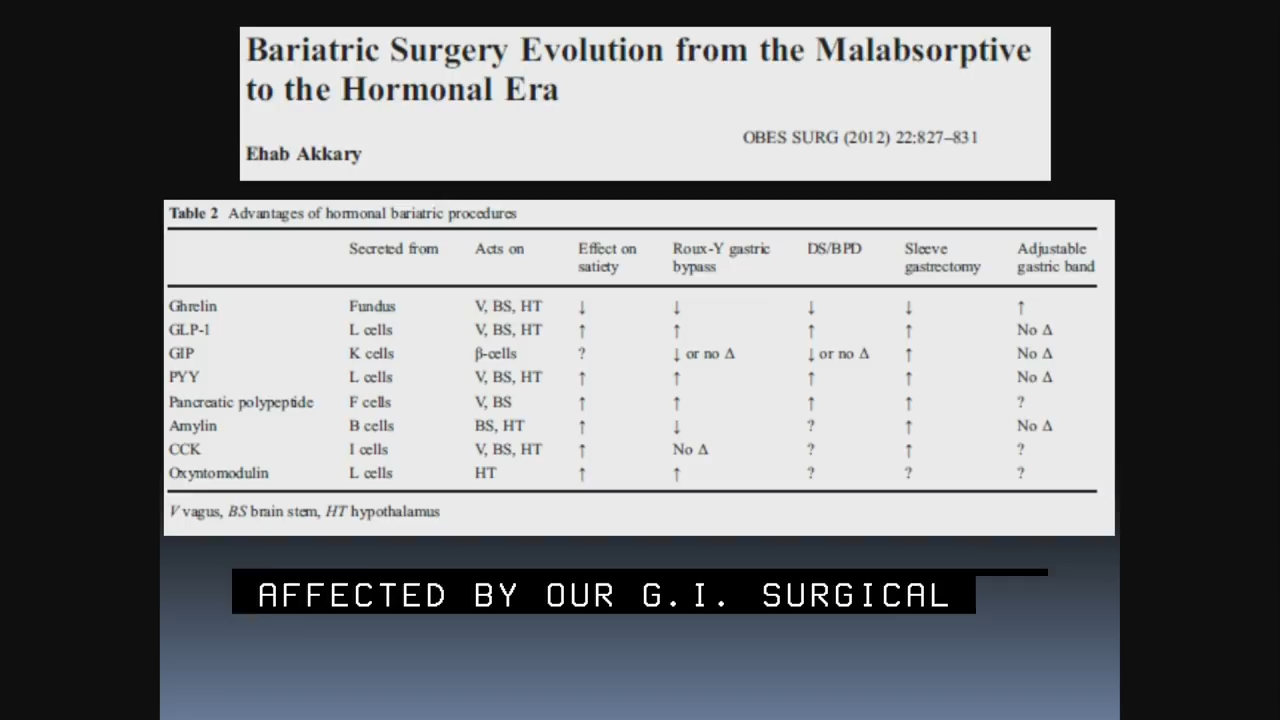 Bariatric Surgery Evolution from the Malabsorptive
to the Hormonal Era
OBES SURG (2012) 22:827–831
Ehab Akkary
Table 2 Advantages of hormonal bariatric procedures
Secreted from Acts on Effect on satiety Roux-Y gastric bypass DS/BPD Sleeve gastrectomy Adjustable gastric band
Ghrelin Fundus V, BS, HT ↓ ↓ ↓ ↓ ↑
GLP-1 L cells V, BS, HT ↑ ↑ ↑ ↑ No Δ
GIP K cells β-cells ? ↓ or no Δ ↓ or no Δ ↑ No Δ
PYY L cells V, BS, HT ↑ ↑ ↑ ↑ No Δ
Pancreatic polypeptide F cells V, BS ↑ ↑ ↑ ↑ ?
Amylin B cells BS, HT ↑ ↓ ? ↑ No Δ
CCK I cells V, BS, HT ↑ No Δ ? ↑ ?
Oxyntomodulin L cells HT ↑ ↑ ? ? ?
V vagus, BS brain stem, HT hypothalamus
AFFECTED BY OUR G.I. SURGICAL